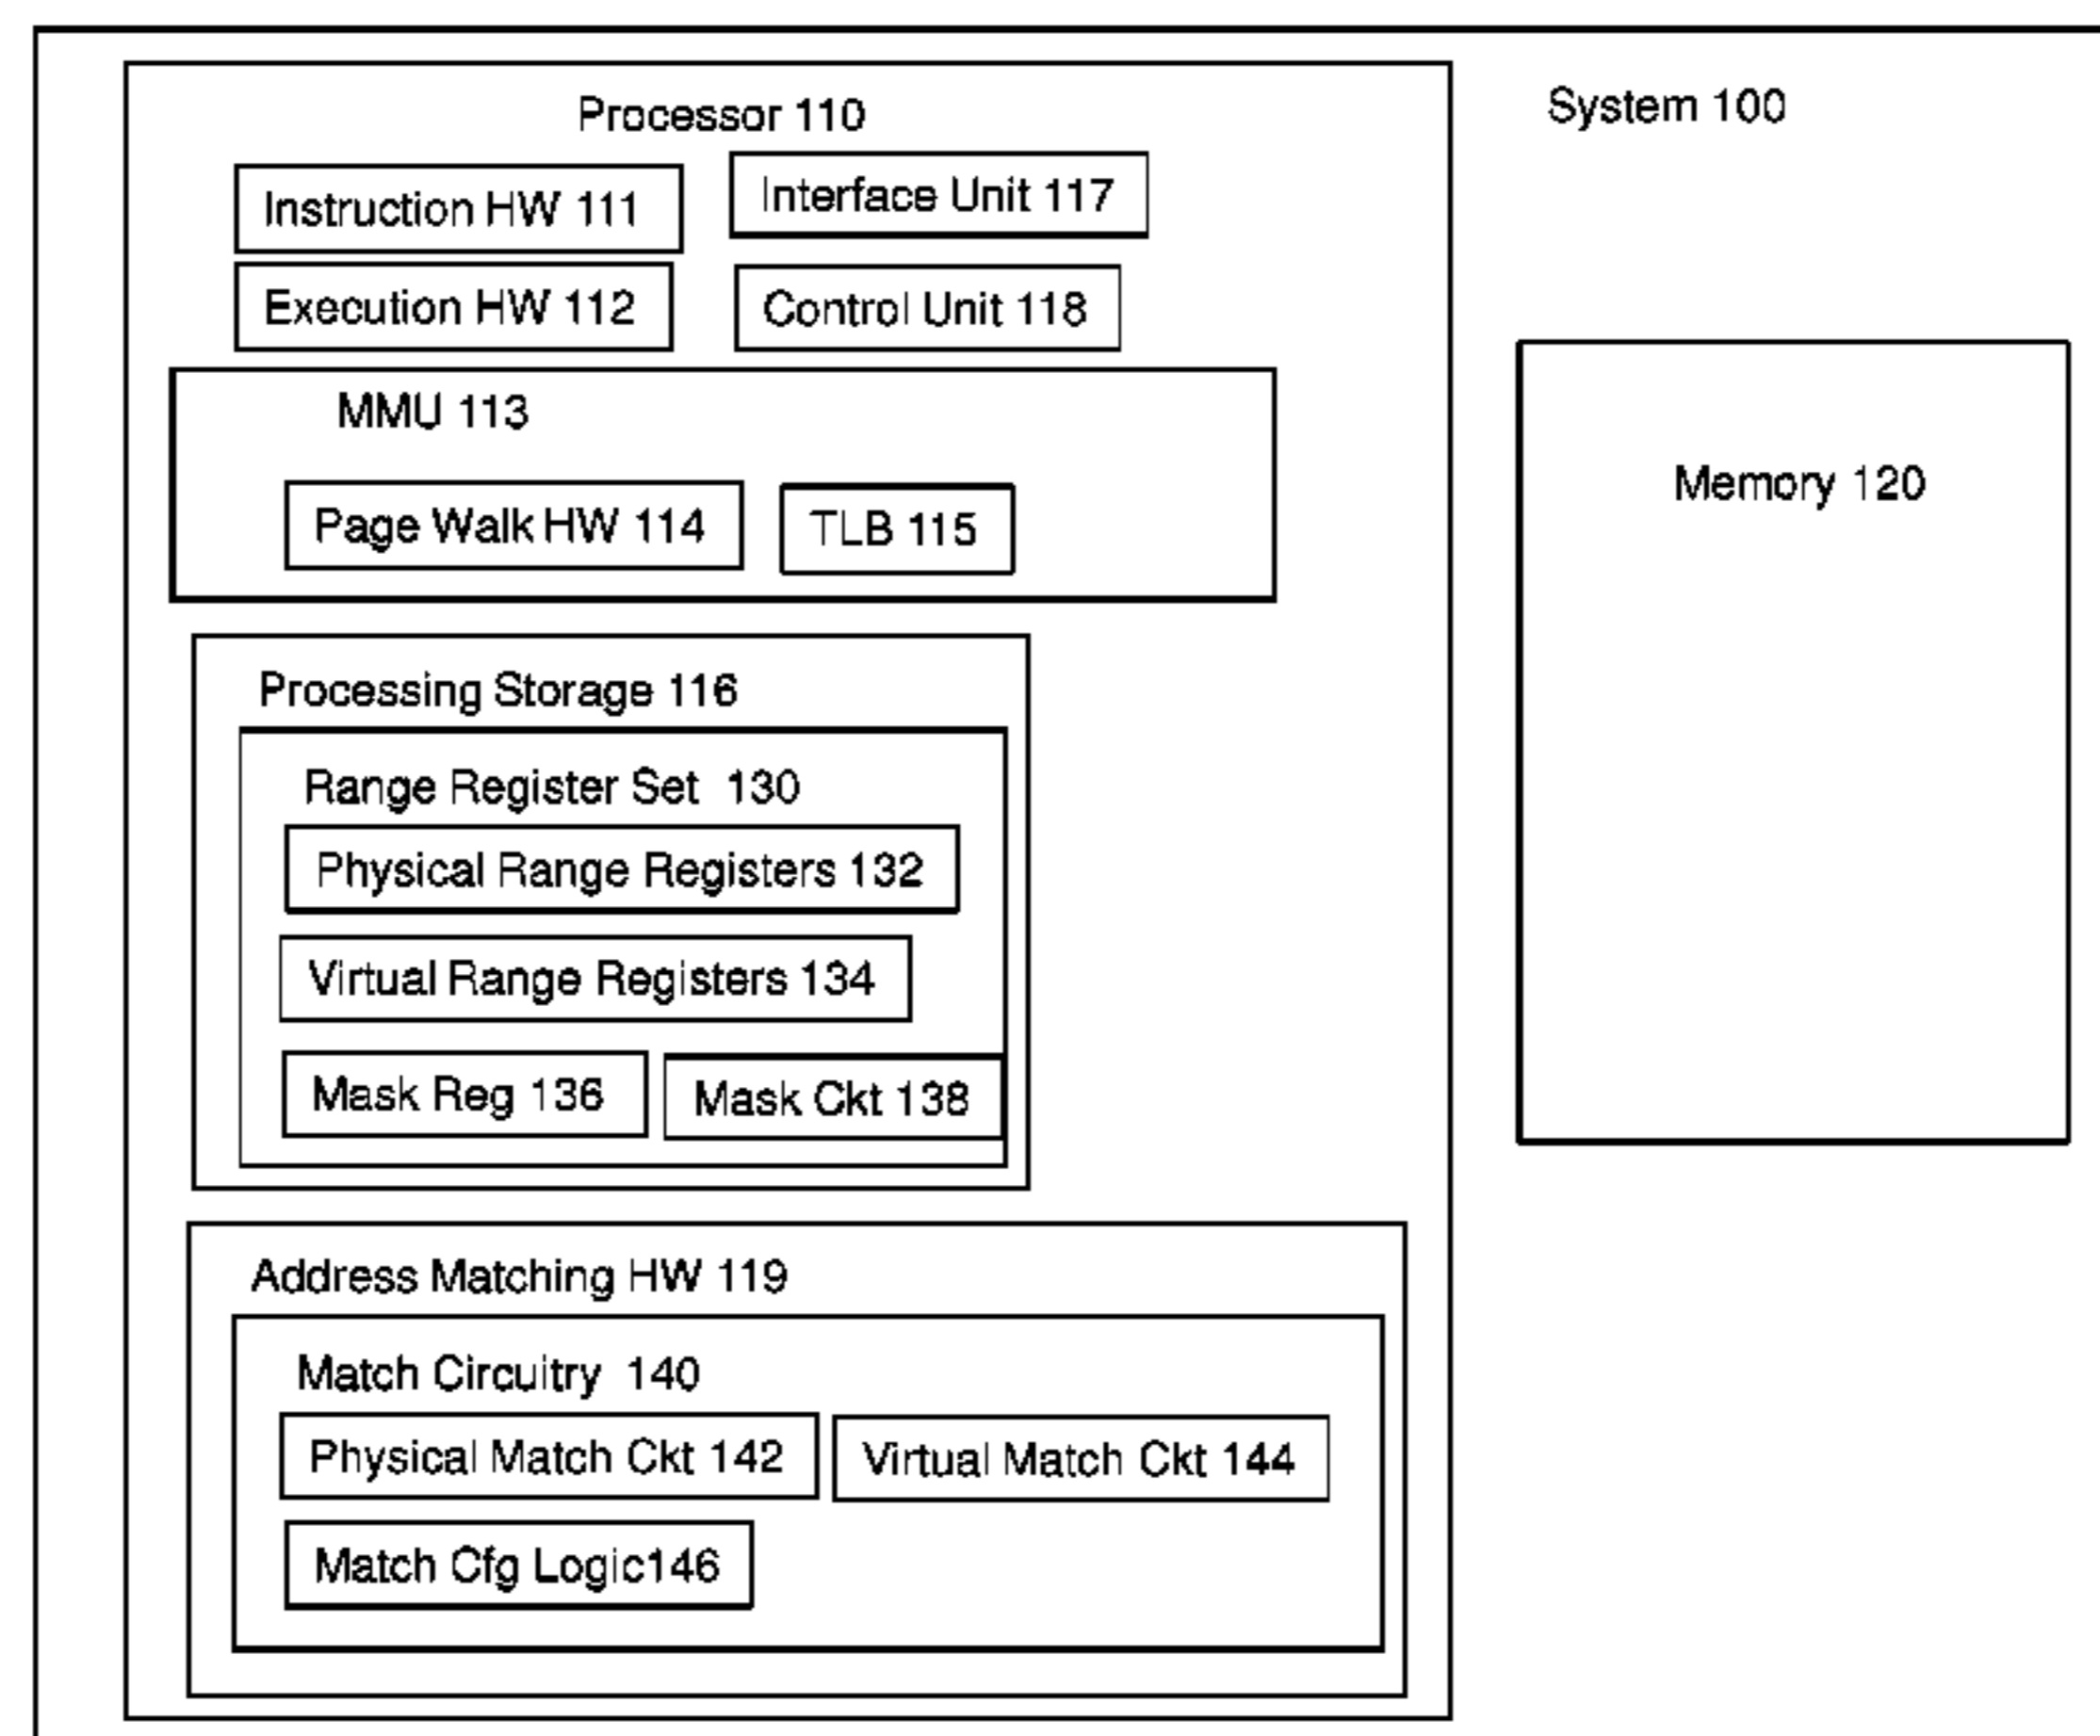 Processor 110
System 100
Instruction HW 111
Interface Unit 117
Execution HW 112
Control Unit 118
MMU 113
Page Walk HW 114
TLB 115
Memory 120
Processing Storage 116
Range Register Set 130
Physical Range Registers 132
Virtual Range Registers 134
Mask Reg 136
Mask Ckt 138
Address Matching HW 119
Match Circuitry 140
Physical Match Ckt 142
Virtual Match Ckt 144
Match Cfg Logic146